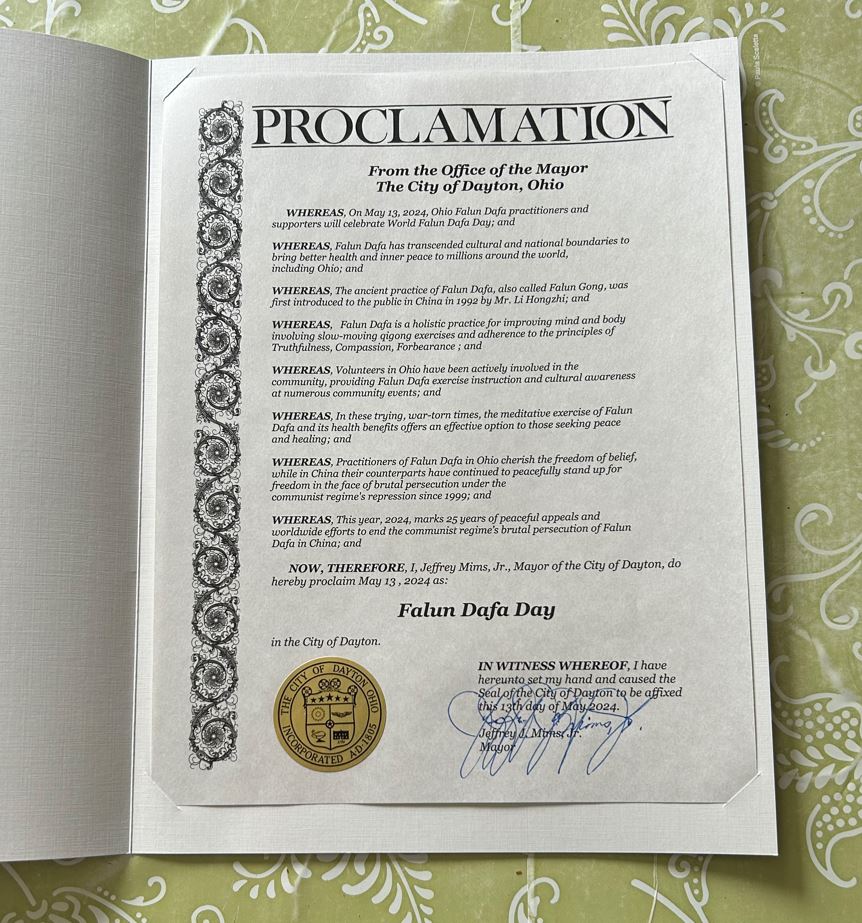 PROCLAMATION
From the Office of the Mayor
The City of Dayton, Ohio
WHEREAS, On May 13, 2024, Ohio Falun Dafa practitioners and
supporters will celebrate World Falun Dafa Day; and
WHEREAS, Falun Dafa has transcended cultural and national boundaries to
bring better health and inner peace to millions around the world,
including Ohio; and
WHEREAS, The ancient practice of Falun Dafa, also called Falun Gong, was
first introduced to the public in China in 1992 by Mr. Li Hongzhi; and
WHEREAS, Falun Dafa is a holistic practice for improving mind and body
involving slow-moving qigong exercises and adherence to the principles of
Truthfulness, Compassion, Forbearance ; and
WHEREAS, Volunteers in Ohio have been actively involved in the
community, providing Falun Dafa exercise instruction and cultural awareness
at numerous community events; and
WHEREAS, In these trying, war-torn times, the meditative exercise of Falun
Dafa and its health benefits offers an effective option to those seeking peace
and healing; and
WHEREAS, Practitioners of Falun Dafa in Ohio cherish the freedom of belief,
while in China their counterparts have continued to peacefully stand up for
freedom in the face of brutal persecution under the
communist regime's repression since 1999; and
WHEREAS, This year, 2024, marks 25 years of peaceful appeals and
worldwide efforts to end the communist regime's brutal persecution of Falun
Dafa in China; and
NOW, THEREFORE, I, Jeffrey Mims, Jr., Mayor of the City of Dayton, do
hereby proclaim May 13 , 2024 as:
Falun Dafa Day
in the City of Dayton.
IN WITNESS WHEREOF, I have
hereunto set my hand and caused the
Seal of the City of Dayton to be affixed
this 13th day of May 2024.
Jeffrey J. Mims, Jr.
Mayor
THE CITY OF DAYTON OHIO
INCORPORATED AD-1805